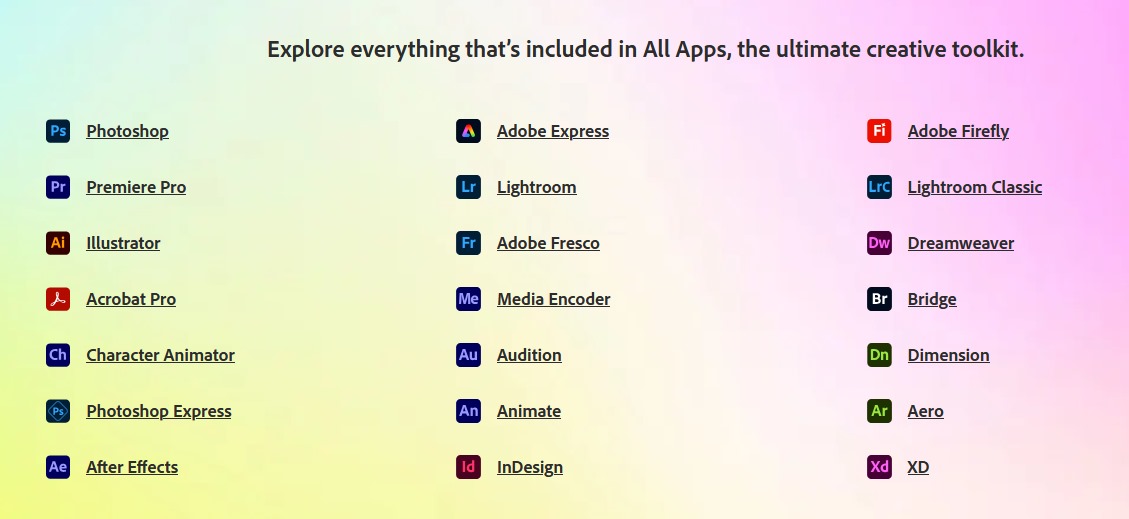 Explore everything that's included in All Apps, the ultimate creative toolkit.
Ps Photoshop
Adobe Express
Fi Adobe Firefly
Pr Premiere Pro
Lr Lightroom
LrC Lightroom Classic
Ai Illustrator
Fr Adobe Fresco
Dw Dreamweaver
Acrobat Pro
Me Media Encoder
Br Bridge
Ch Character Animator
Au Audition
Dn Dimension
Ps Photoshop Express
An Animate
Ar Aero
Ae After Effects
Id InDesign
Xd XD